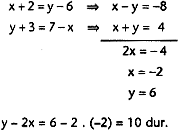 x + 2 = y – 6 ⇒ x – y = –8
y + 3 = 7 – x ⇒ x + y = 4
2x = –4
x = –2
y = 6
y – 2x = 6 – 2 . (–2) = 10 dur.